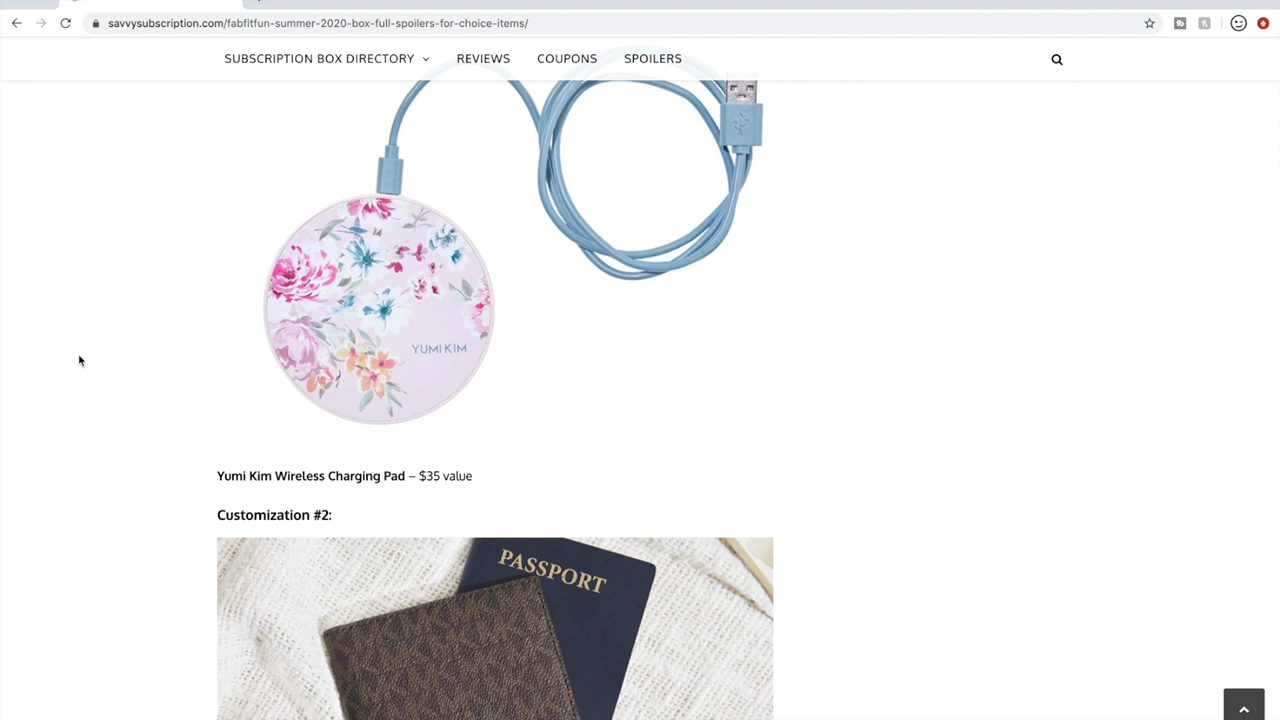 savvysubscription.com/fabfitfun-summer-2020-box-full-spoilers-for-choice-items/
SUBSCRIPTION BOX DIRECTORY REVIEWS COUPONS SPOILERS
YUMI KIM
Yumi Kim Wireless Charging Pad – $35 value
Customization #2:
PASSPORT